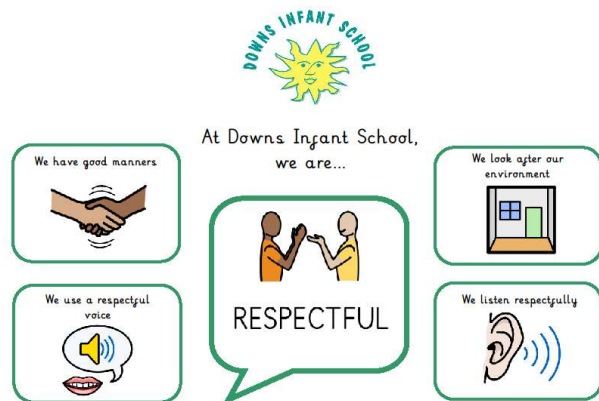 DOWNS INFANT SCHOOL
At Downs Infant School,
we are...
We have good manners
We look after our
environment
RESPECTFUL
We use a respectful
voice
We listen respectfully